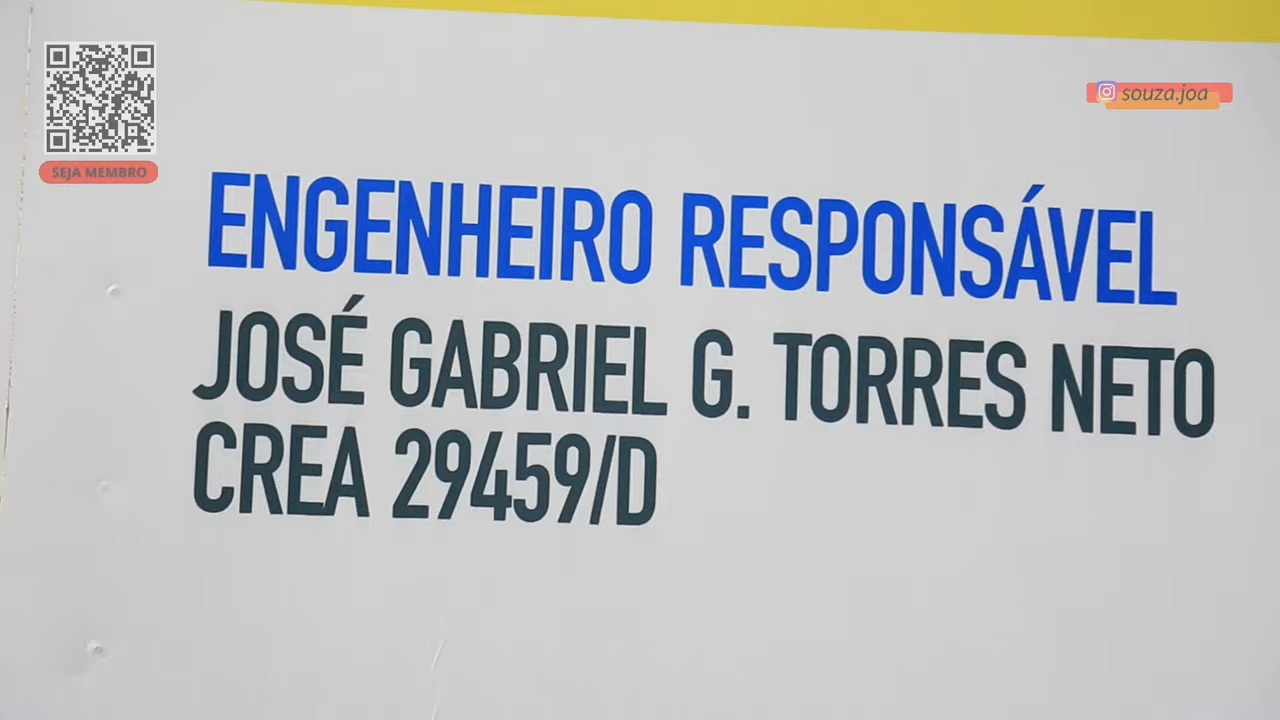 SEJA MEMBRO
souza.joa
ENGENHEIRO RESPONSÁVEL
JOSÉ GABRIEL G. TORRES NETO
CREA 29459/D